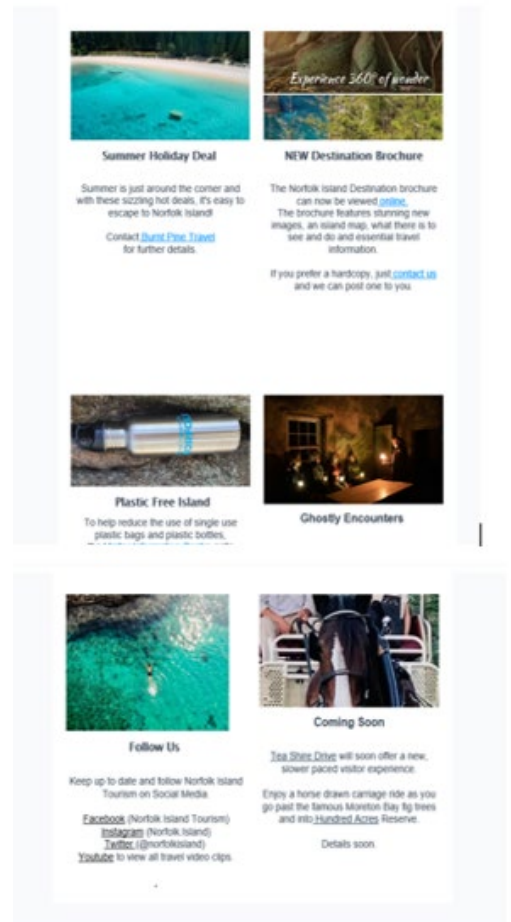 Experience 360° of wonder
Summer Holiday Deal
Summer is just around the corner and
with these sizzling hot deals, it's easy to
escape to Norfolk Island!
Contact Burnt Pine Travel
for further details.
NEW Destination Brochure
The Norfolk Island Destination brochure
can now be viewed online.
The brochure features stunning new
images, an island map, what there is to
see and do and essential travel
information.
If you prefer a hardcopy, just contact us
and we can post one to you
Plastic Free Island
To help reduce the use of single use
plastic bags and plastic bottles,
Ghostly Encounters
Follow Us
Keep up to date and follow Norfolk Island
Tourism on Social Media.
Facebook (Norfolk Island Tourism)
Instagram (Norfolk Island)
Twitter (@norfolkisland)
Youtube to view all travel video clips.
Coming Soon
Tea Shire Drive will soon offer a new,
slower paced visitor experience.
Enjoy a horse drawn carriage ride as you
go past the famous Moreton Bay fig trees
and into Hundred Acres Reserve.
Details soon.